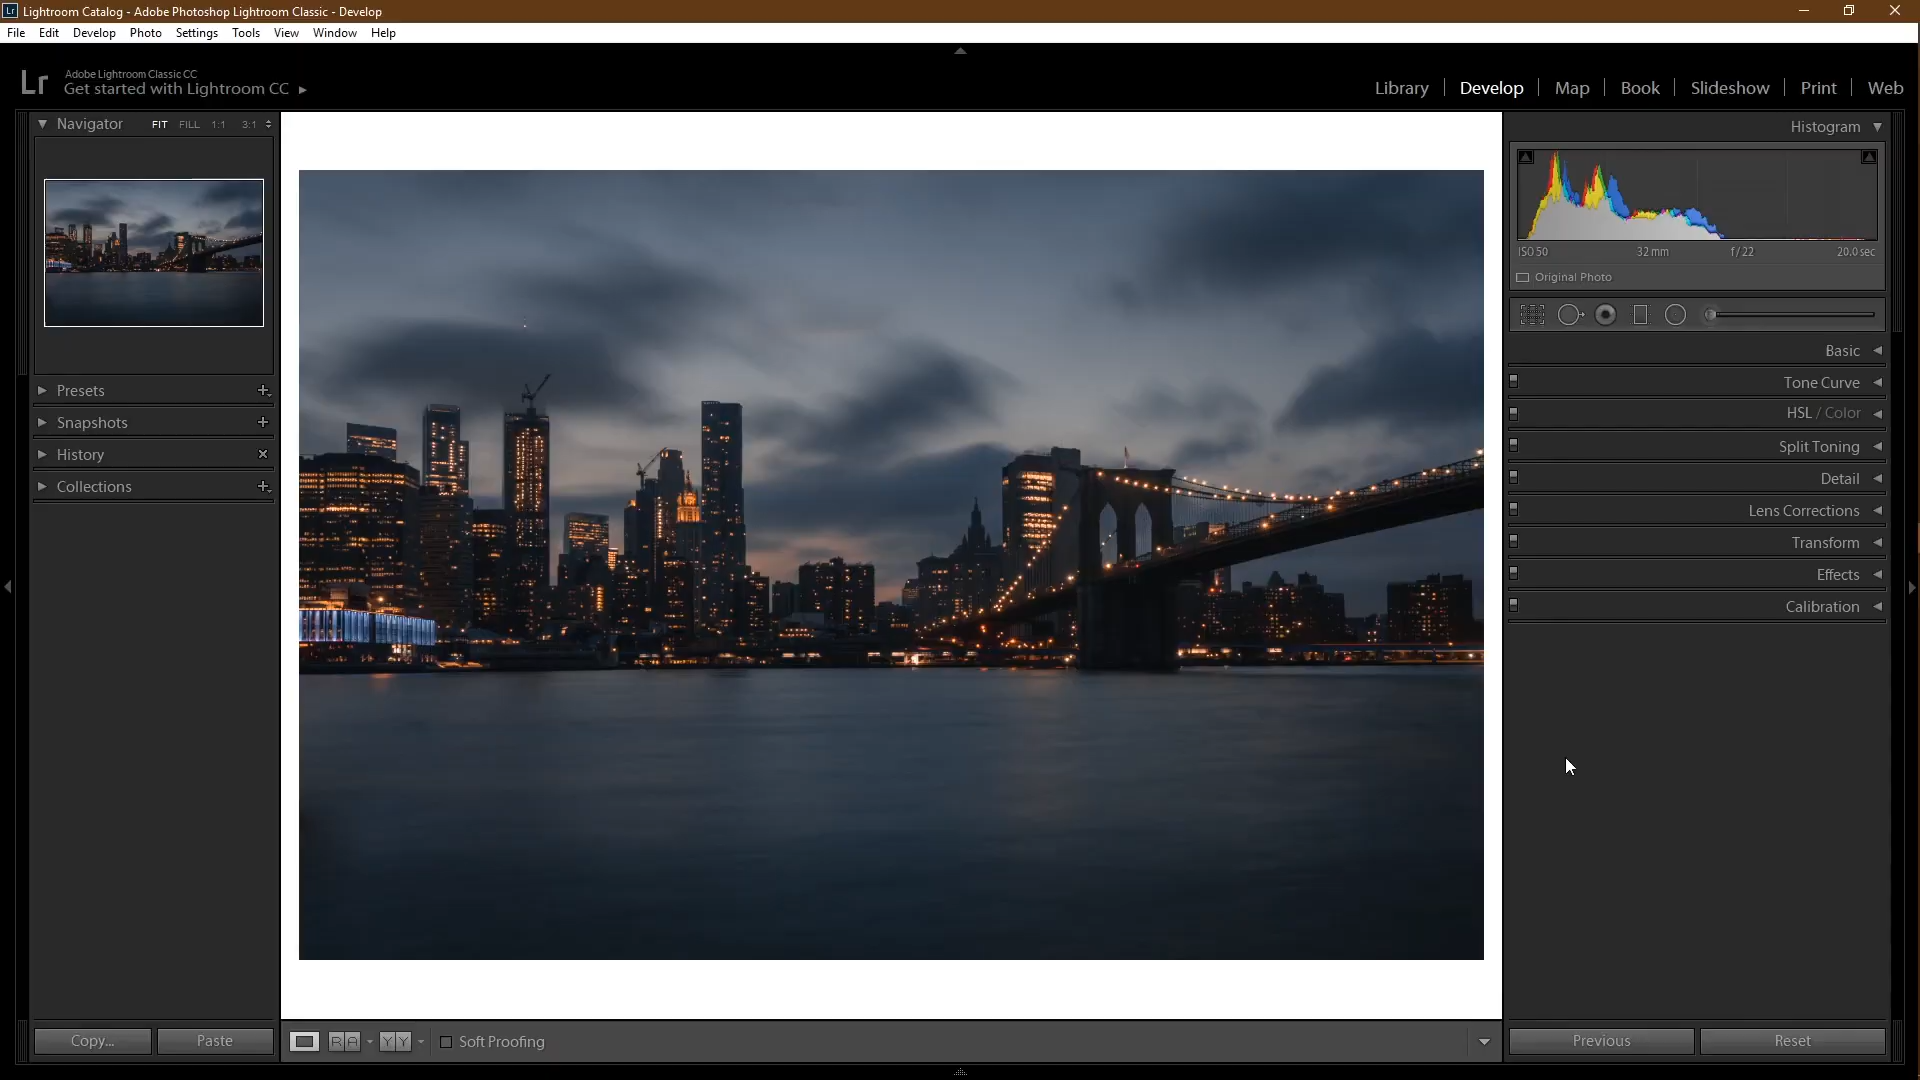 Lr Lightroom Catalog - Adobe Photoshop Lightroom Classic - Develop
File Edit Develop Photo Settings Tools View Window Help
Lr Adobe Lightroom Classic CC
Get started with Lightroom CC ▸
Library | Develop | Map | Book | Slideshow | Print | Web
Navigator FIT FILL 1:1 3:1
Presets
Snapshots
History
Collections
Histogram
ISO 50 32 mm f / 22 20.0 sec
Original Photo
Basic
Tone Curve
HSL / Color
Split Toning
Detail
Lens Corrections
Transform
Effects
Calibration
Copy... Paste
R A Y Y Soft Proofing
Previous Reset